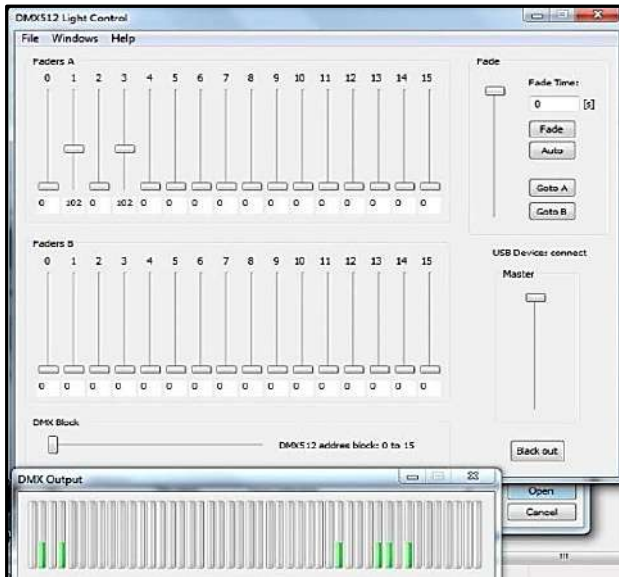 DMX512 Light Control
File Windows Help
Faders A
0 1 2 3 4 5 6 7 8 9 10 11 12 13 14 15
0 102 0 102 0 0 0 0 0 0 0 0 0 0 0 0
Fade
Fade Time:
0 [s]
Fade
Auto
Goto A
Goto B
Faders B
0 1 2 3 4 5 6 7 8 9 10 11 12 13 14 15
0 0 0 0 0 0 0 0 0 0 0 0 0 0 0 0
USB Devices connect
Master
DMX Block
DMX512 addres block: 0 to 15
Black out
DMX Output
Open
Cancel